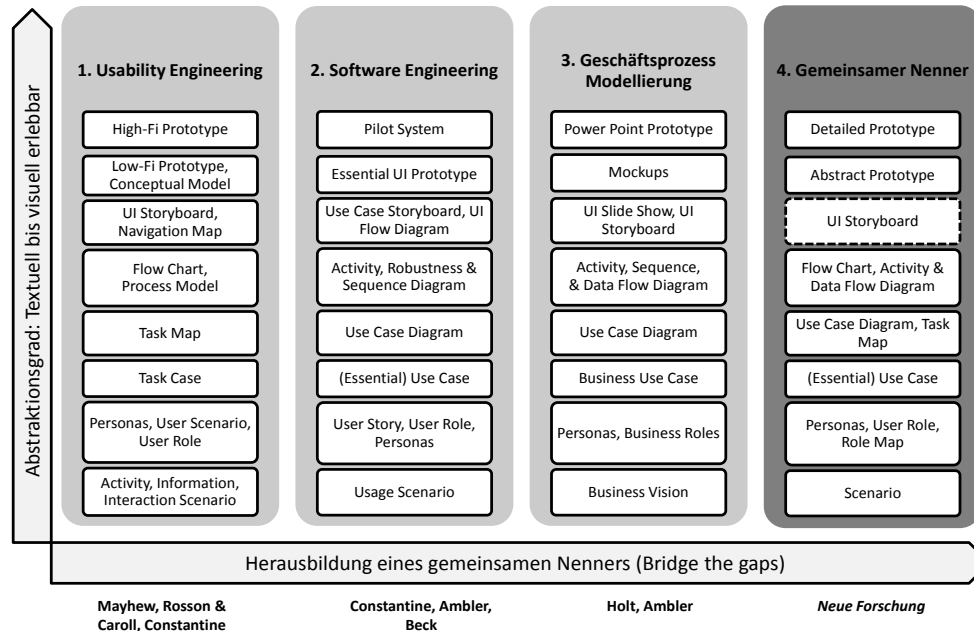 Abstraktionsgrad: Textuell bis visuell erlebbar
1. Usability Engineering
High-Fi Prototype
Low-Fi Prototype,
Conceptual Model
UI Storyboard,
Navigation Map
Flow Chart,
Process Model
Task Map
Task Case
Personas, User Scenario,
User Role
Activity, Information,
Interaction Scenario
2. Software Engineering
Pilot System
Essential UI Prototype
Use Case Storyboard, UI
Flow Diagram
Activity, Robustness &
Sequence Diagram
Use Case Diagram
(Essential) Use Case
User Story, User Role,
Personas
Usage Scenario
3. Geschäftsprozess
Modellierung
Power Point Prototype
Mockups
UI Slide Show, UI
Storyboard
Activity, Sequence,
& Data Flow Diagram
Use Case Diagram
Business Use Case
Personas, Business Roles
Business Vision
4. Gemeinsamer Nenner
Detailed Prototype
Abstract Prototype
UI Storyboard
Flow Chart, Activity &
Data Flow Diagram
Use Case Diagram, Task
Map
(Essential) Use Case
Personas, User Role,
Role Map
Scenario
Herausbildung eines gemeinsamen Nenners (Bridge the gaps)
Mayhew, Rosson &
Caroll, Constantine
Constantine, Ambler,
Beck
Holt, Ambler
Neue Forschung